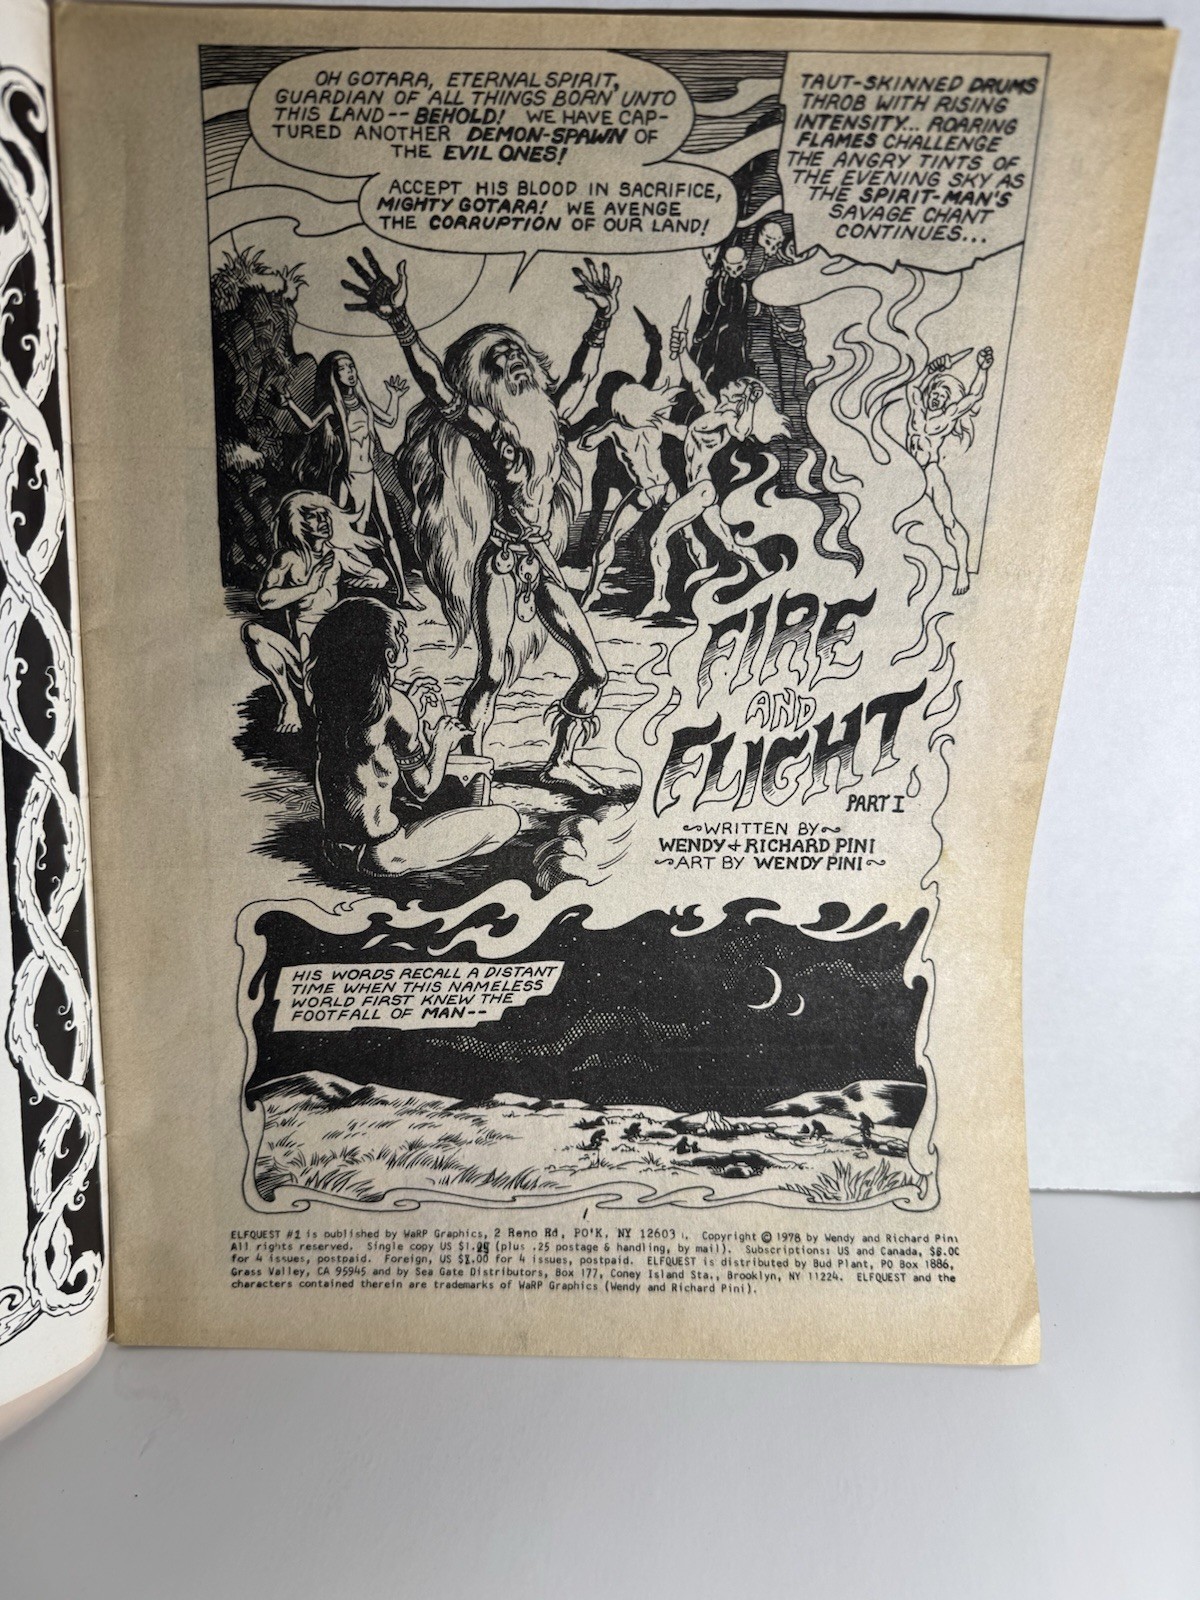 OH GOTARA, ETERNAL SPIRIT,
GUARDIAN OF ALL THINGS BORN UNTO
THIS LAND -- BEHOLD! WE HAVE CAP-
TURED ANOTHER DEMON-SPAWN OF
THE EVIL ONES!
ACCEPT HIS BLOOD IN SACRIFICE,
MIGHTY GOTARA! WE AVENGE
THE CORRUPTION OF OUR LAND!
TAUT-SKINNED DRUMS
THROB WITH RISING
INTENSITY... ROARING
FLAMES CHALLENGE
THE ANGRY TINTS OF
THE EVENING SKY AS
THE SPIRIT-MAN'S
SAVAGE CHANT
CONTINUES...
FIRE
AND
FLIGHT
PART I
WRITTEN BY
WENDY + RICHARD PINI
ART BY WENDY PINI
HIS WORDS RECALL A DISTANT
TIME WHEN THIS NAMELESS
WORLD FIRST KNEW THE
FOOTFALL OF MAN--
ELFQUEST #1 is published by WaRP Graphics, 2 Reno Rd, PO'K, NY 12603. Copyright © 1978 by Wendy and Richard Pini
All rights reserved. Single copy US (plus .25 postage & handling, by mail). Subscriptions: US and Canada,
for 4 issues, postpaid. Foreign, US for 4 issues, postpaid. ELFQUEST is distributed by Bud Plant, PO Box 1886,
Grass Valley, CA 95945 and by Sea Gate Distributors, Box 177, Coney Island Sta., Brooklyn, NY 11224. ELFQUEST and the
characters contained therein are trademarks of WaRP Graphics (Wendy and Richard Pini).